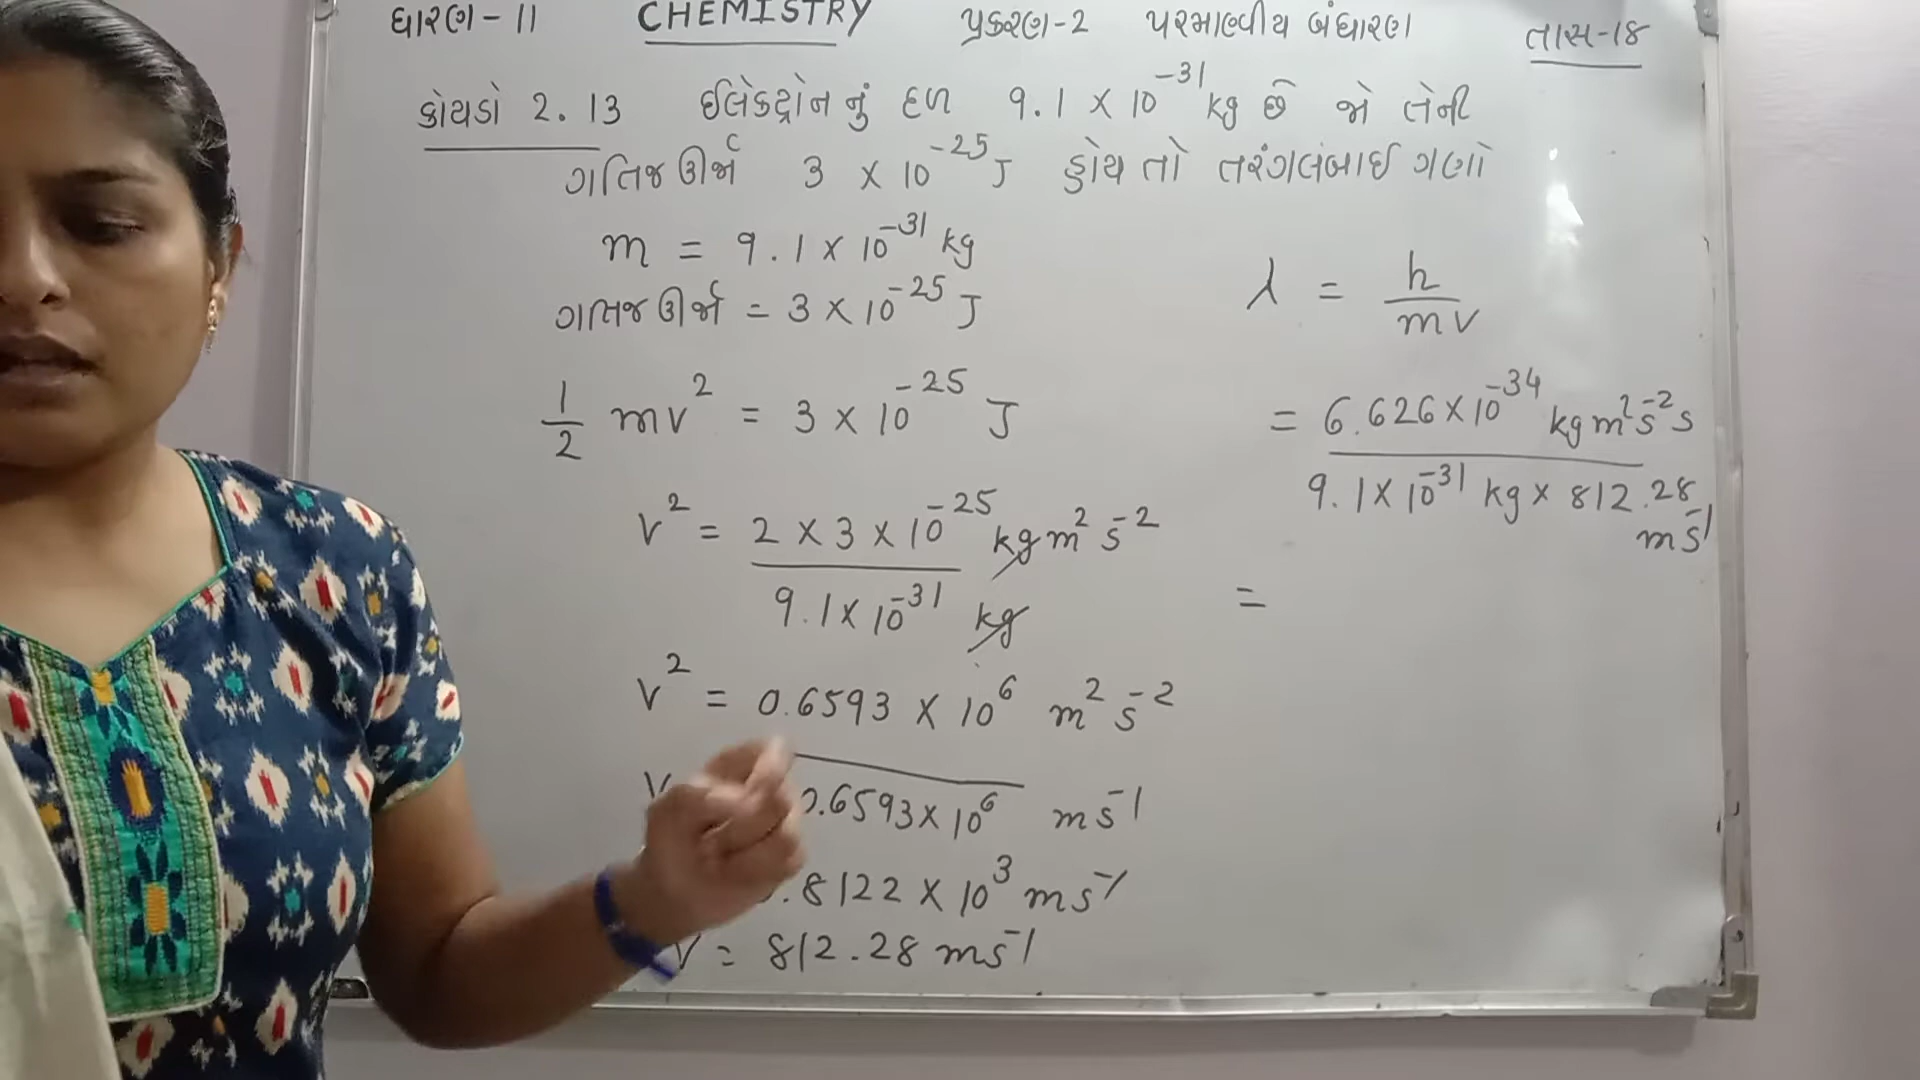 ધોરણ - 11 CHEMISTRY પ્રકરણ-2 પરમાણ્વીય બંધારણ તાસ-18
કોયડો 2.13 ઈલેક્ટ્રોન નું દળ 9.1 × 10⁻³¹ kg છે જો તેની
ગતિજ ઊર્જા 3 × 10⁻²⁵ J હોય તો તરંગલંબાઈ ગણો
m = 9.1 × 10⁻³¹ kg
ગતિજ ઊર્જા = 3 × 10⁻²⁵ J
1/2 mv² = 3 × 10⁻²⁵ J
v² = 2 × 3 × 10⁻²⁵ kg m² s⁻²
9.1 × 10⁻³¹ kg
v² = 0.6593 × 10⁶ m² s⁻²
v 0.6593 × 10⁶ m s⁻¹
.8122 × 10³ m s⁻¹
v = 812.28 m s⁻¹
λ = h/mv
= 6.626 × 10⁻³⁴ kg m² s⁻² s
9.1 × 10⁻³¹ kg × 812.28
m s⁻¹
=